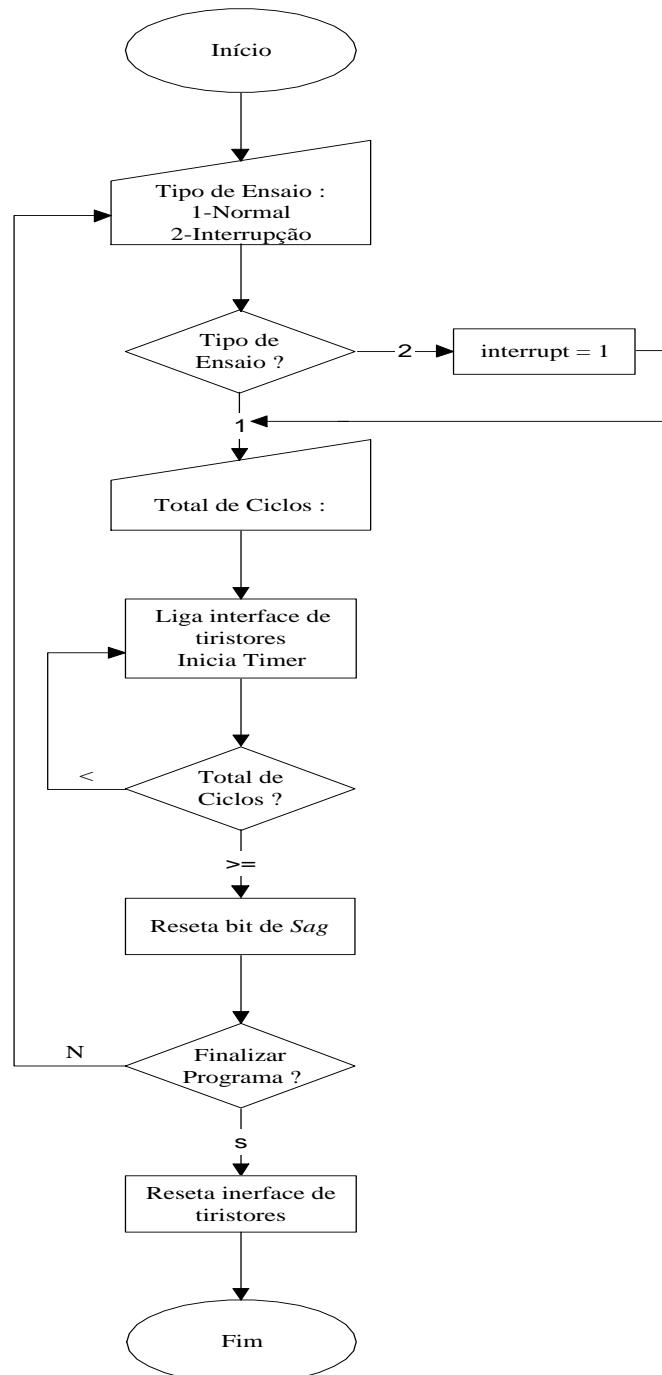 Início
Tipo de Ensaio :
1-Normal
2-Interrupção
Tipo de
Ensaio ?
2
interrupt = 1
1
Total de Ciclos :
Liga interface de
tiristores
Inicia Timer
<
Total de
Ciclos ?
>=
Reseta bit de Sag
N
Finalizar
Programa ?
s
Reseta inerface de
tiristores
Fim